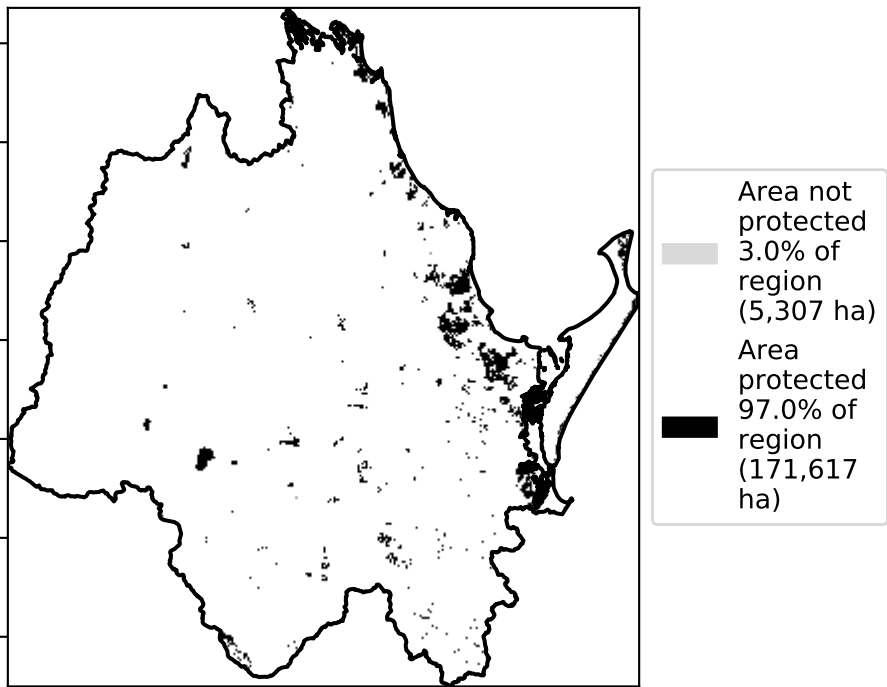 Area not
protected
3.0% of
region
(5,307 ha)
Area
protected
97.0% of
region
(171,617
ha)